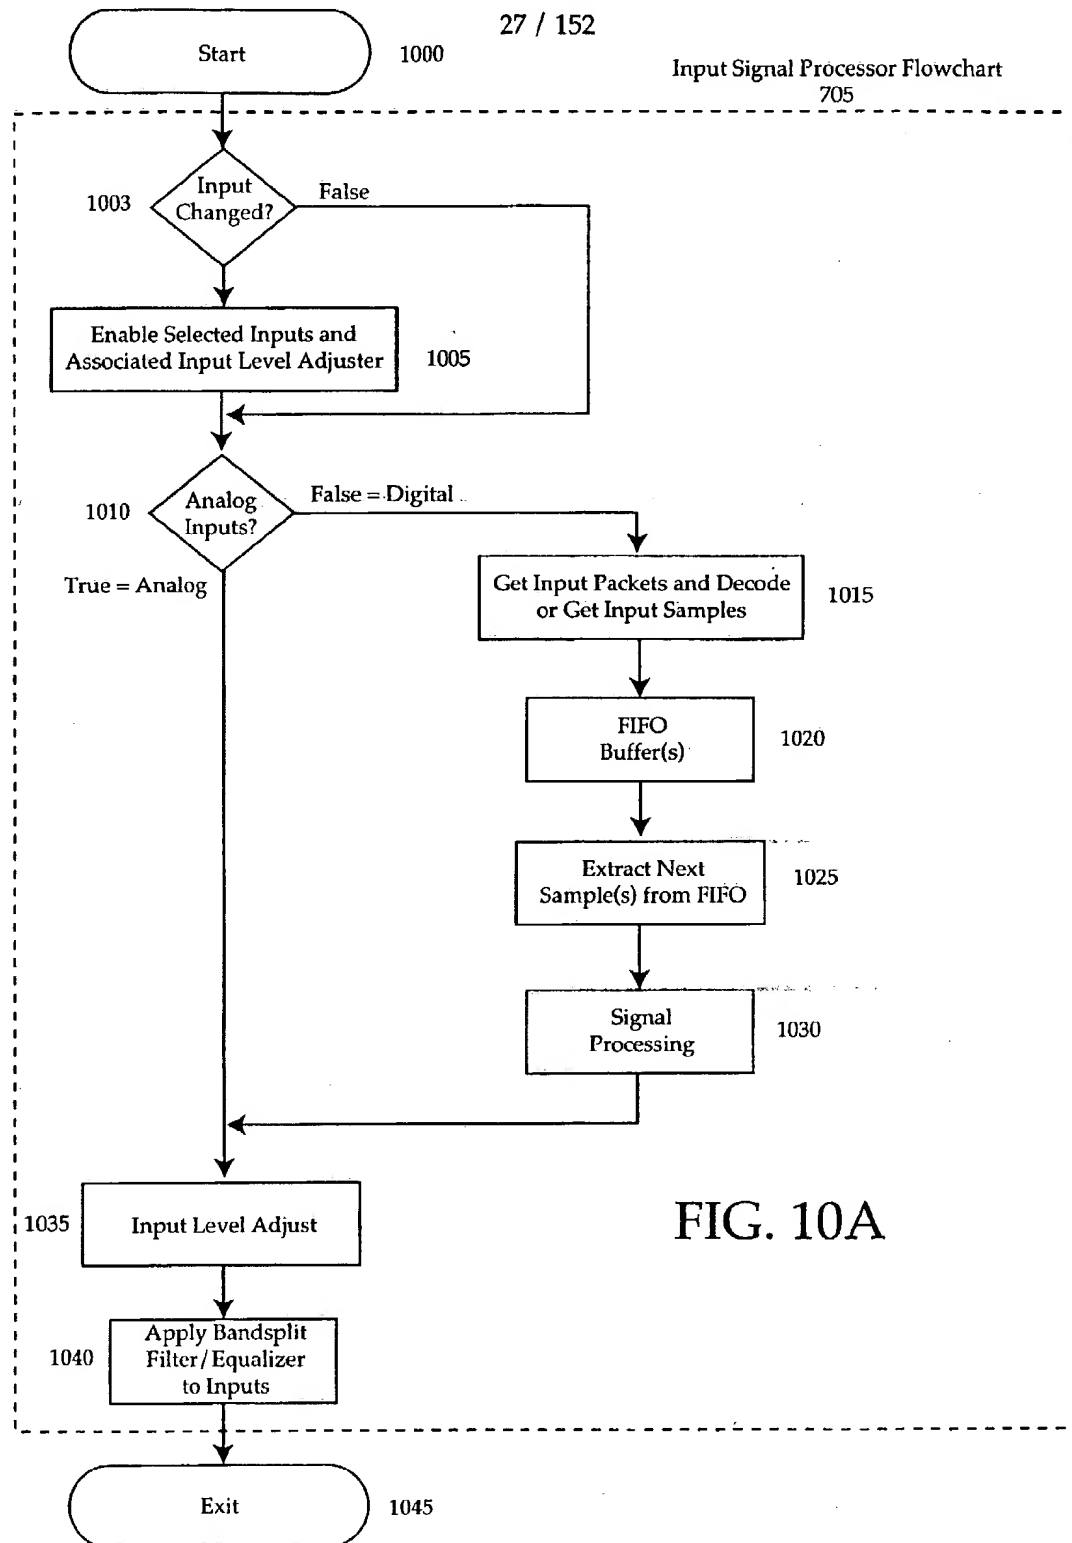 27 / 152
Start
1000
Input Signal Processor Flowchart
705
Input
Changed?
1003
False
Enable Selected Inputs and
Associated Input Level Adjuster
1005
Analog
Inputs?
1010
False = Digital
True = Analog
Get Input Packets and Decode
or Get Input Samples
1015
FIFO
Buffer(s)
1020
Extract Next
Sample(s) from FIFO
1025
Signal
Processing
1030
1035
Input Level Adjust
FIG. 10A
1040
Apply Bandsplit
Filter/Equalizer
to Inputs
Exit
1045